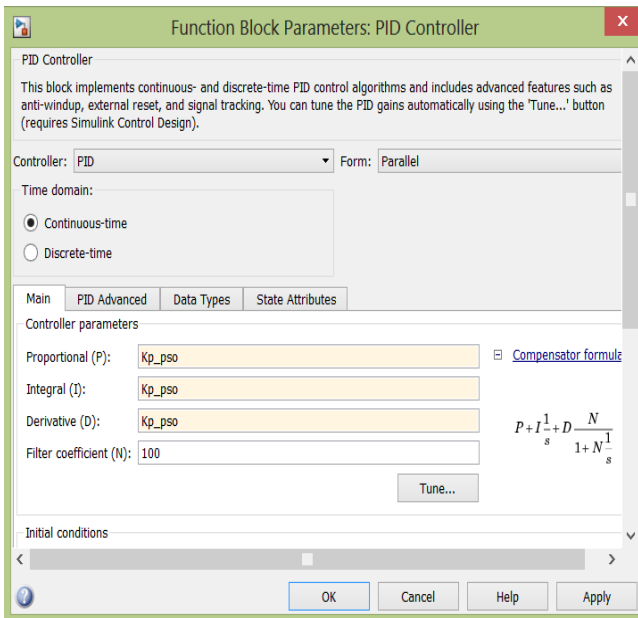 Function Block Parameters: PID Controller
x
PID Controller
This block implements continuous- and discrete-time PID control algorithms and includes advanced features such as
anti-windup, external reset, and signal tracking. You can tune the PID gains automatically using the 'Tune...' button
(requires Simulink Control Design).
Controller: PID Form: Parallel
Time domain:
Continuous-time
Discrete-time
Main PID Advanced Data Types State Attributes
Controller parameters
Proportional (P): Kp_pso Compensator formula
Integral (I): Kp_pso
Derivative (D): Kp_pso
P+I 1/s + D N/(1+N 1/s)
Filter coefficient (N): 100
Tune...
Initial conditions
? OK Cancel Help Apply